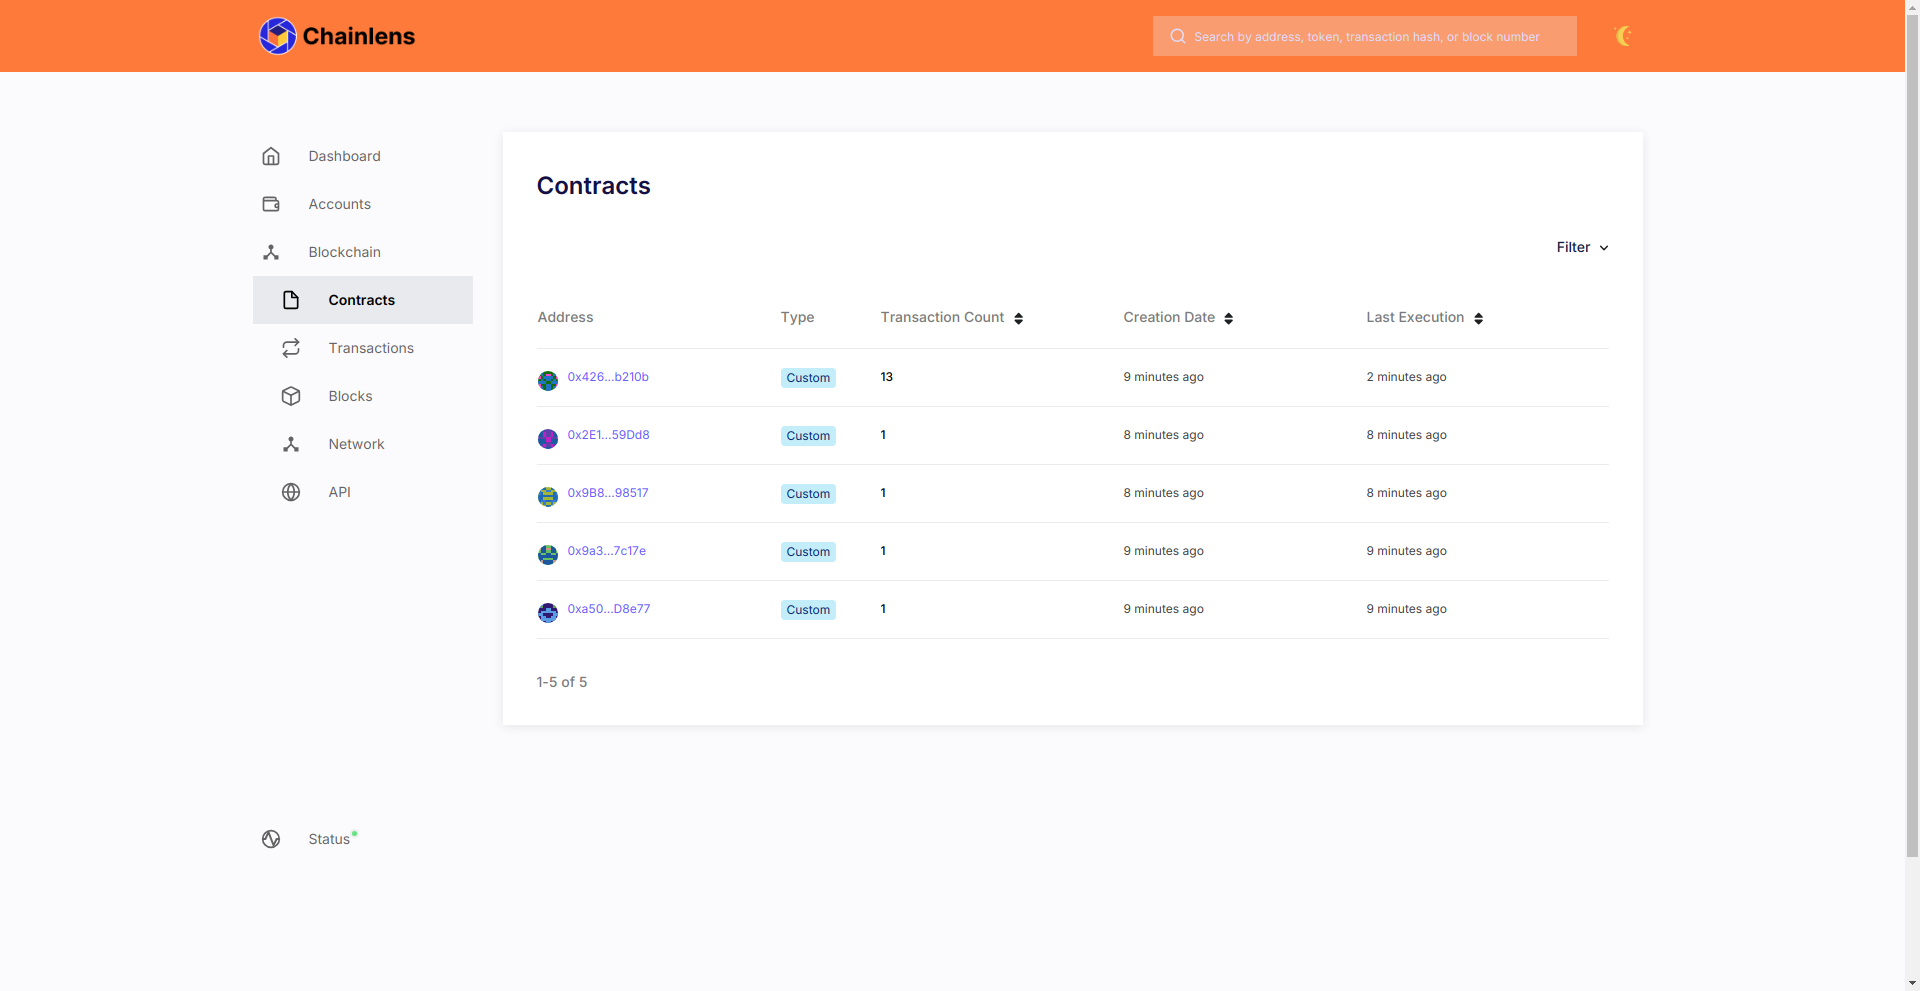 Chainlens
Search by address, token, transaction hash, or block number
Dashboard
Accounts
Blockchain
Contracts
Transactions
Blocks
Network
API
Status
Contracts
Filter
Address Type Transaction Count Creation Date Last Execution
0x426...b210b Custom 13 9 minutes ago 2 minutes ago
0x2E1...59Dd8 Custom 1 8 minutes ago 8 minutes ago
0x9B8...98517 Custom 1 8 minutes ago 8 minutes ago
0x9a3...7c17e Custom 1 9 minutes ago 9 minutes ago
0xa50...D8e77 Custom 1 9 minutes ago 9 minutes ago
1-5 of 5